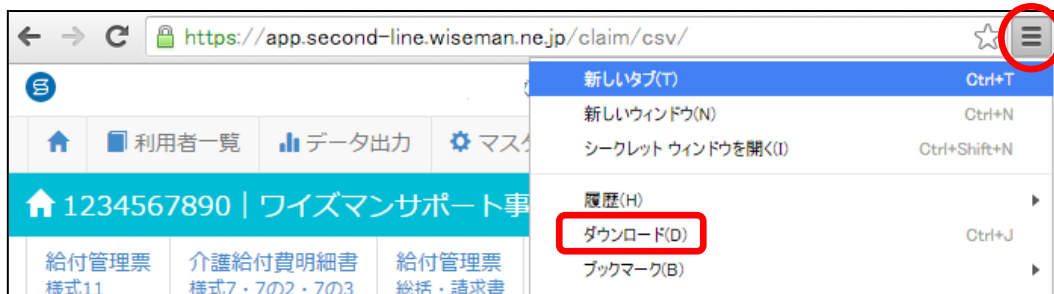 https://app.second-line.wiseman.ne.jp/claim/csv/
新しいタブ(T) Ctrl+T
新しいウィンドウ(N) Ctrl+N
シークレット ウィンドウを開く(I) Ctrl+Shift+N
履歴(H)
ダウンロード(D) Ctrl+J
ブックマーク(B)
利用者一覧 データ出力 マスタ
1234567890 | ワイズマンサポート事
給付管理票 介護給付費明細書 給付管理票
様式11 様式7・7の2・7の3 総括・請求書